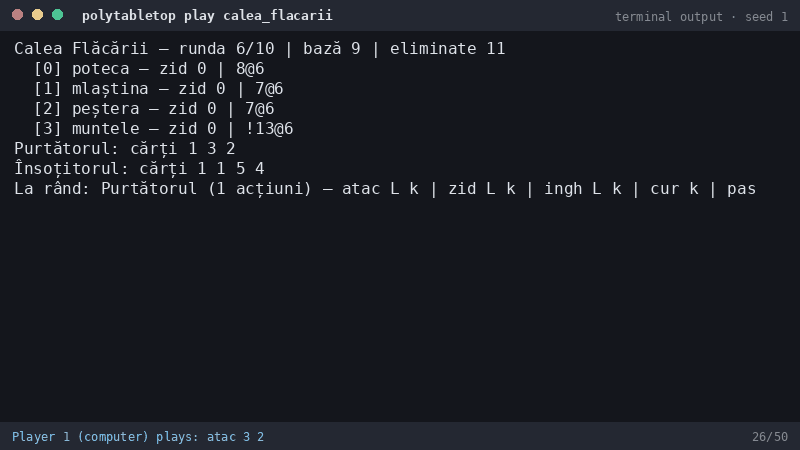 polytabletop play calea_flacarii
terminal output · seed 1
Calea Flăcării — runda 6/10 | bază 9 | eliminate 11
[0] poteca — zid 0 | 8@6
[1] mlaștina — zid 0 | 7@6
[2] peștera — zid 0 | 7@6
[3] muntele — zid 0 | !13@6
Purtătorul: cărți 1 3 2
Însoțitorul: cărți 1 1 5 4
La rând: Purtătorul (1 acțiuni) — atac L k | zid L k | ingh L k | cur k | pas
Player 1 (computer) plays: atac 3 2
26/50